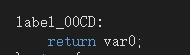 label_00CD:
return var0;